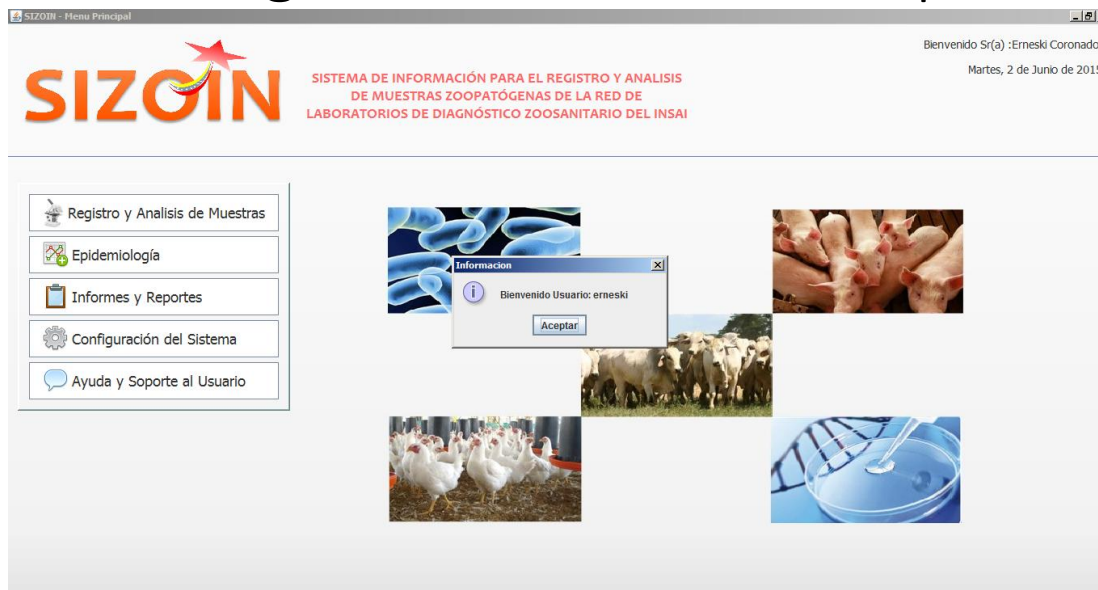 SIZOIN - Menu Principal
Bienvenido Sr(a) :Erneski Coronado
Martes, 2 de Junio de 2015
SIZOIN
SISTEMA DE INFORMACIÓN PARA EL REGISTRO Y ANALISIS
DE MUESTRAS ZOOPATÓGENAS DE LA RED DE
LABORATORIOS DE DIAGNÓSTICO ZOOSANITARIO DEL INSAI
Registro y Analisis de Muestras
Epidemiología
Informes y Reportes
Configuración del Sistema
Ayuda y Soporte al Usuario
Informacion
Bienvenido Usuario: erneski
Aceptar